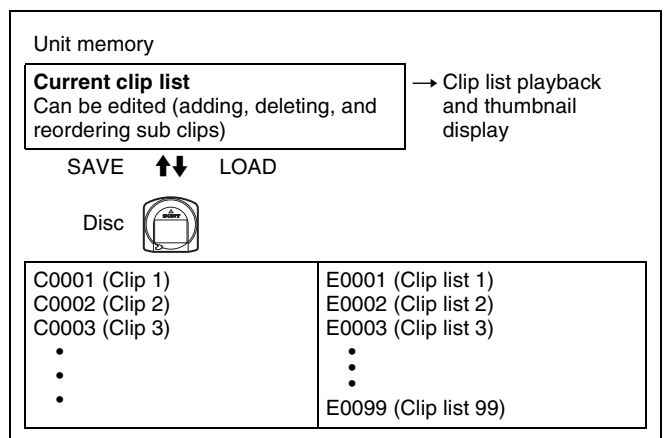 Unit memory
Current clip list
Can be edited (adding, deleting, and
reordering sub clips)
→ Clip list playback
and thumbnail
display
SAVE ⬆⬇ LOAD
Disc
SONY
C0001 (Clip 1)
C0002 (Clip 2)
C0003 (Clip 3)
•
•
•
E0001 (Clip list 1)
E0002 (Clip list 2)
E0003 (Clip list 3)
•
•
•
E0099 (Clip list 99)